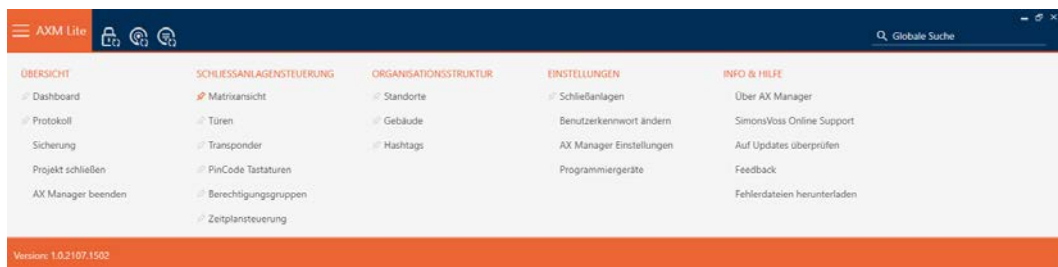 AXM Lite
Globale Suche
ÜBERSICHT
Dashboard
Protokoll
Sicherung
Projekt schließen
AX Manager beenden
SCHLIESSANLAGENSTEUERUNG
Matrixansicht
Türen
Transponder
PinCode Tastaturen
Berechtigungsgruppen
Zeitplansteuerung
ORGANISATIONSSTRUKTUR
Standorte
Gebäude
Hashtags
EINSTELLUNGEN
Schließanlagen
Benutzerkennwort ändern
AX Manager Einstellungen
Programmiergeräte
INFO & HILFE
Über AX Manager
SimonsVoss Online Support
Auf Updates überprüfen
Feedback
Fehlerdateien herunterladen
Version: 1.0.2107.1502